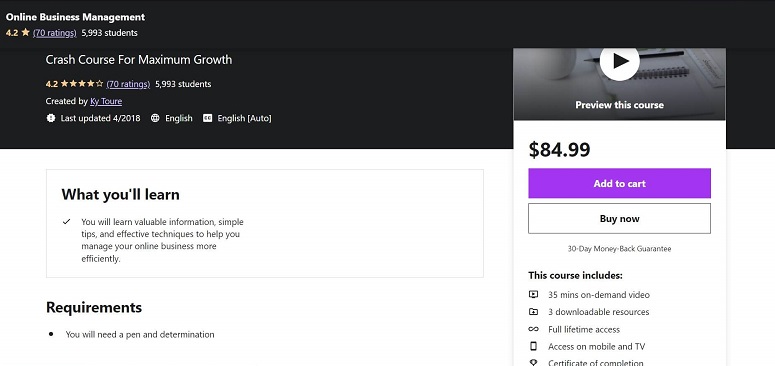 Online Business Management
4.2 (70 ratings) 5,993 students
Crash Course For Maximum Growth
4.2 (70 ratings) 5,993 students
Created by Ky Toure
Last updated 4/2018 English English [Auto]
Preview this course
$84.99
Add to cart
Buy now
30-Day Money-Back Guarantee
This course includes:
35 mins on-demand video
3 downloadable resources
Full lifetime access
Access on mobile and TV
Certificate of completion
What you'll learn
You will learn valuable information, simple
tips, and effective techniques to help you
manage your online business more
efficiently.
Requirements
You will need a pen and determination